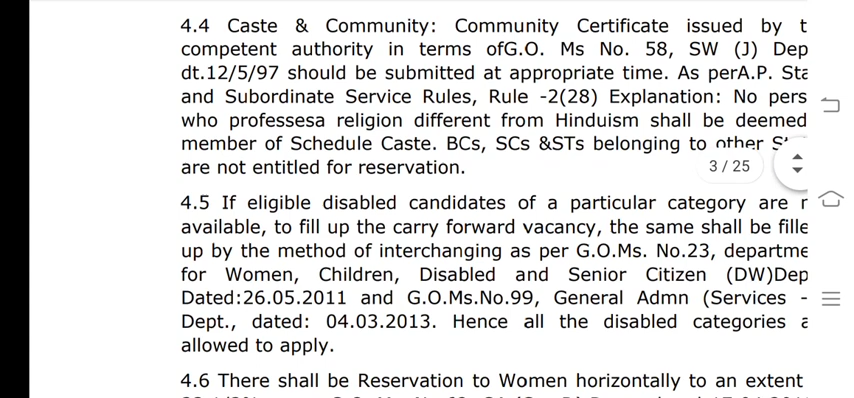 4.4 Caste & Community: Community Certificate issued by t
competent authority in terms ofG.O. Ms No. 58, SW (J) Dep
dt.12/5/97 should be submitted at appropriate time. As perA.P. Sta
and Subordinate Service Rules, Rule -2(28) Explanation: No pers
who professesa religion different from Hinduism shall be deemed
member of Schedule Caste. BCs, SCs &STs belonging to other
are not entitled for reservation.
3 / 25
4.5 If eligible disabled candidates of a particular category are
available, to fill up the carry forward vacancy, the same shall be fille
up by the method of interchanging as per G.O.Ms. No.23, departme
for Women, Children, Disabled and Senior Citizen (DW)Dep
Dated:26.05.2011 and G.O.Ms.No.99, General Admn (Services -
Dept., dated: 04.03.2013. Hence all the disabled categories a
allowed to apply.
4.6 There shall be Reservation to Women horizontally to an extent